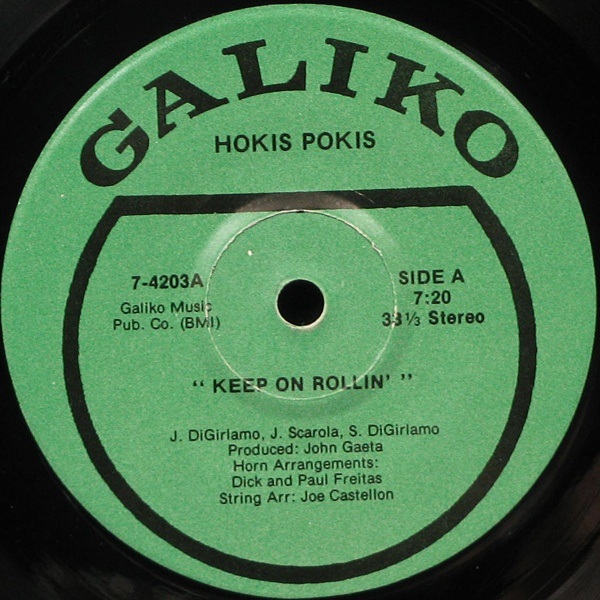 GALIKO
HOKIS POKIS
7-4203A
Galiko Music
Pub. Co. (BMI)
SIDE A
7:20
33⅓ Stereo
“ KEEP ON ROLLIN' ”
J. DiGirlamo, J. Scarola, S. DiGirlamo
Produced: John Gaeta
Horn Arrangements:
Dick and Paul Freitas
String Arr: Joe Castellon